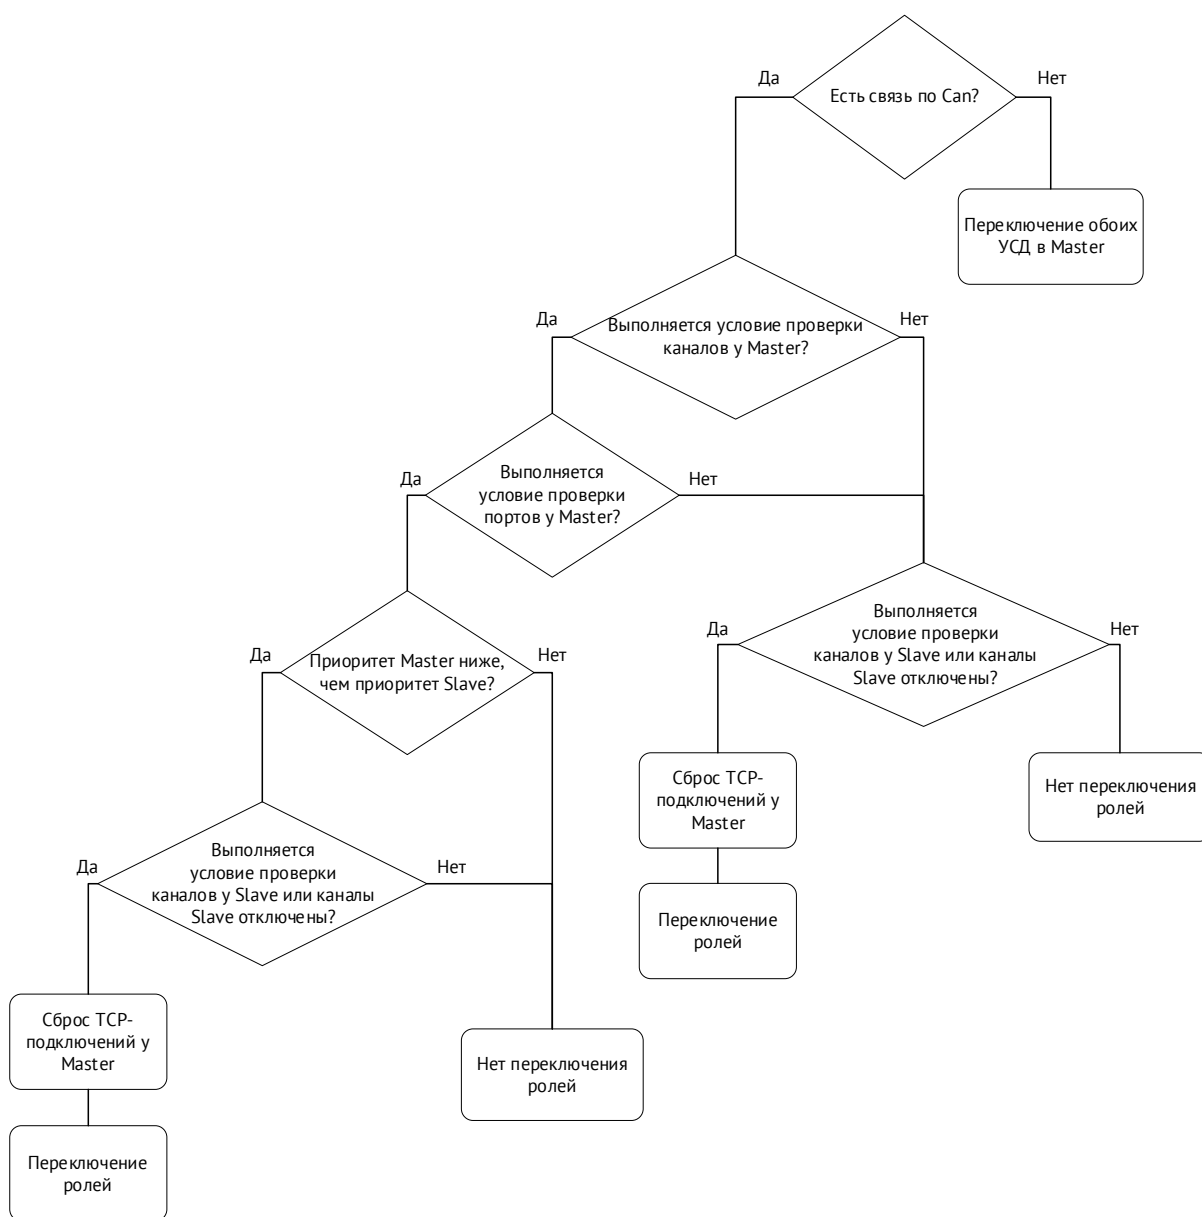 Да
Есть связь по Can?
Нет
Переключение обоих
УСД в Master
Да
Выполняется условие проверки
каналов у Master?
Нет
Да
Выполняется
условие проверки
портов у Master?
Нет
Да
Приоритет Master ниже,
чем приоритет Slave?
Нет
Да
Выполняется
условие проверки
каналов у Slave или каналы
Slave отключены?
Нет
Сброс TCP-
подключений у
Master
Переключение
ролей
Нет переключения
ролей
Да
Выполняется
условие проверки
каналов у Slave или каналы
Slave отключены?
Нет
Сброс TCP-
подключений у
Master
Переключение
ролей
Нет переключения
ролей